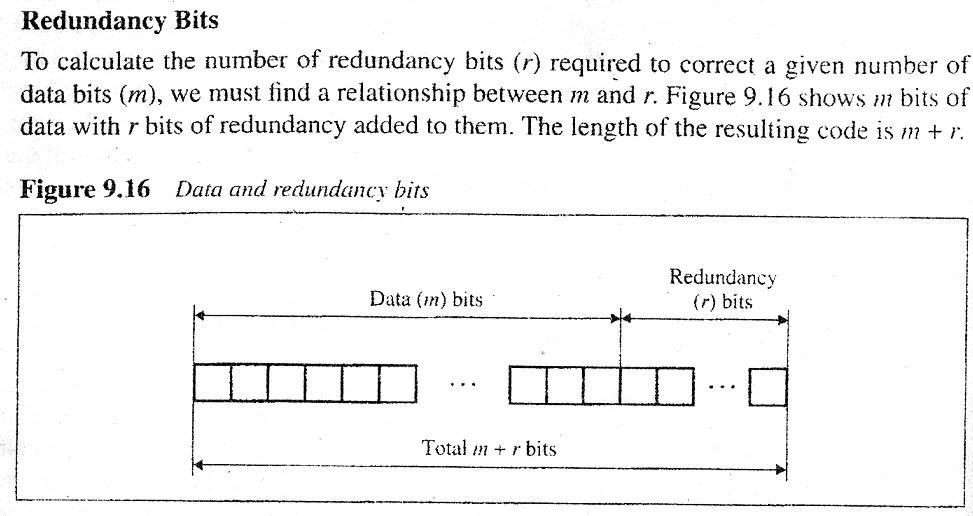 Redundancy Bits
To calculate the number of redundancy bits (r) required to correct a given number of
data bits (m), we must find a relationship between m and r. Figure 9.16 shows m bits of
data with r bits of redundancy added to them. The length of the resulting code is m + r.
Figure 9.16 Data and redundancy bits
Redundancy
Data (m) bits
(r) bits
...
...
Total m + r bits